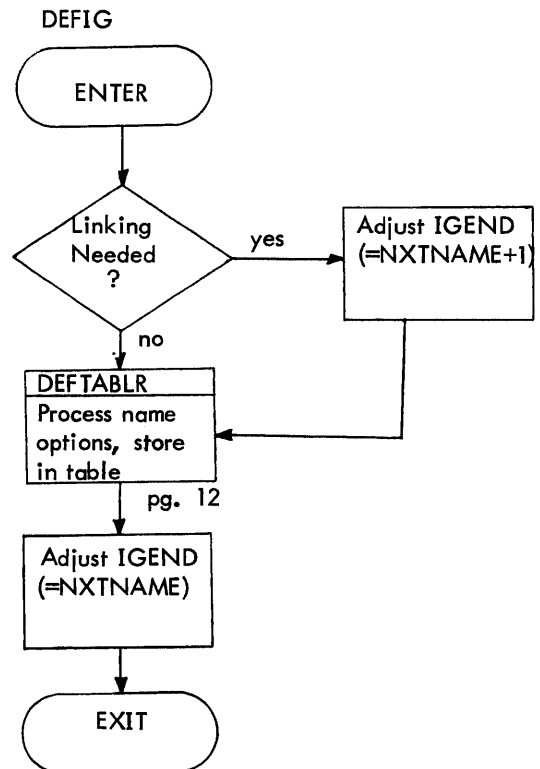 DEFIG
ENTER
Linking
Needed
?
yes
Adjust IGEND
(=NXTNAME+1)
no
DEFTABLR
Process name
options, store
in table
pg. 12
Adjust IGEND
(=NXTNAME)
EXIT